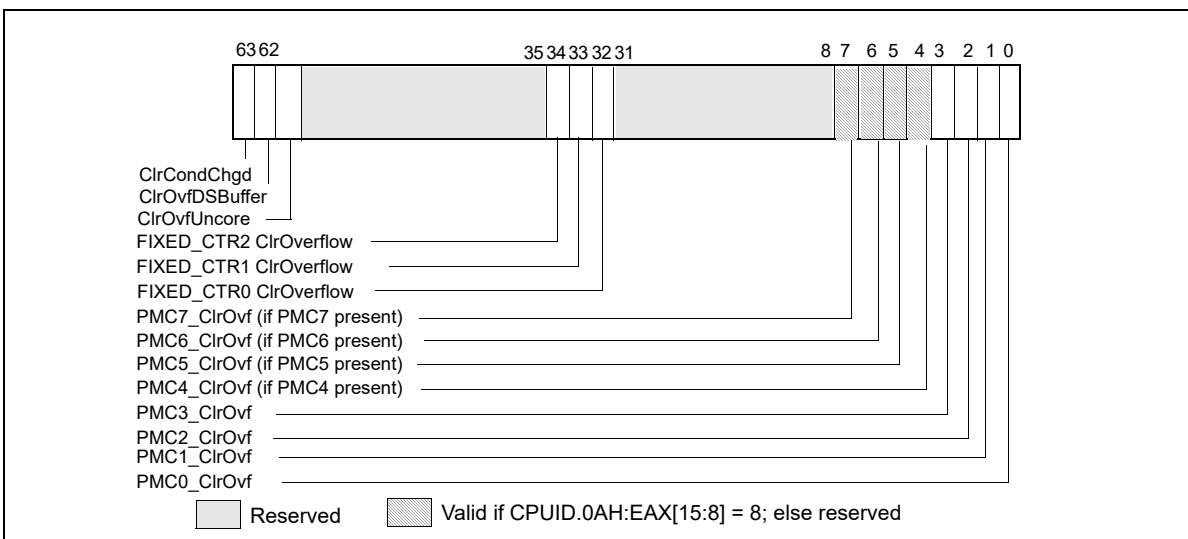 63 62 35 34 33 32 31 8 7 6 5 4 3 2 1 0
ClrCondChgd
ClrOvfDSBuffer
ClrOvfUncore
FIXED_CTR2 ClrOverflow
FIXED_CTR1 ClrOverflow
FIXED_CTR0 ClrOverflow
PMC7_ClrOvf (if PMC7 present)
PMC6_ClrOvf (if PMC6 present)
PMC5_ClrOvf (if PMC5 present)
PMC4_ClrOvf (if PMC4 present)
PMC3_ClrOvf
PMC2_ClrOvf
PMC1_ClrOvf
PMC0_ClrOvf
Reserved Valid if CPUID.0AH:EAX[15:8] = 8; else reserved